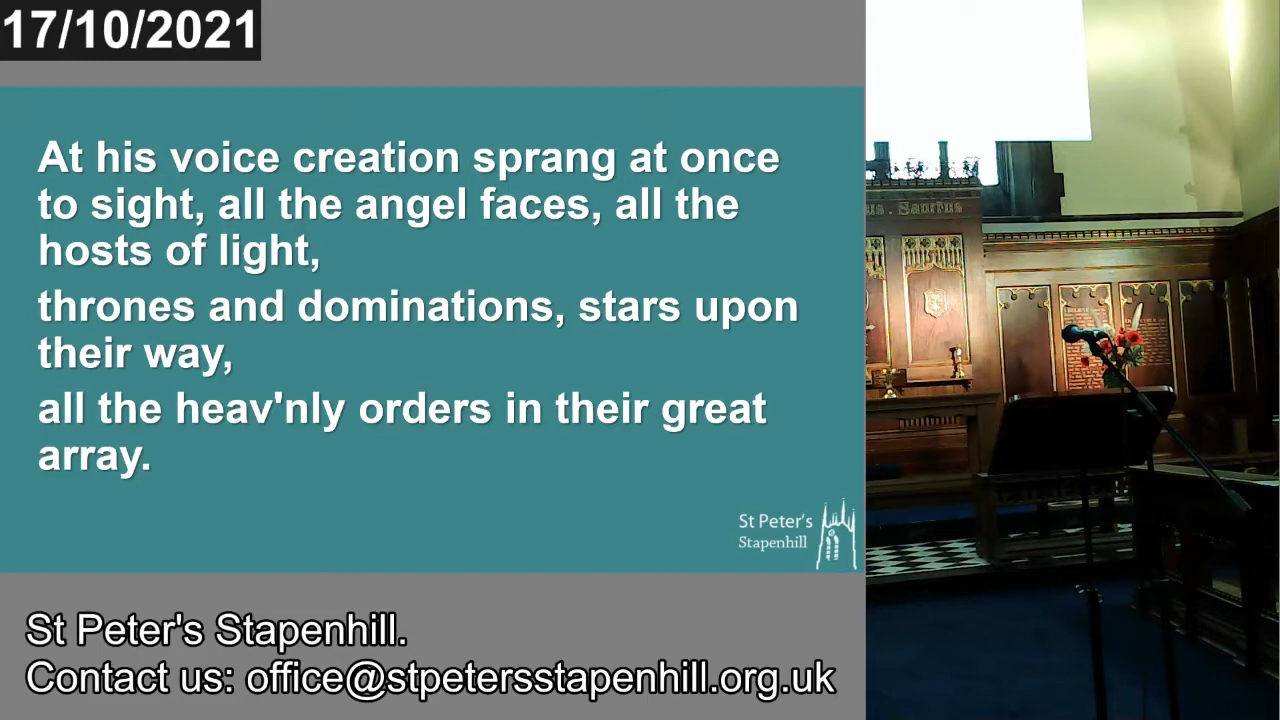 17/10/2021
At his voice creation sprang at once
to sight, all the angel faces, all the
hosts of light,
thrones and dominations, stars upon
their way,
all the heav'nly orders in their great
array.
St Peter's
Stapenhill
St Peter's Stapenhill.
Contact us: office@stpetersstapenhill.org.uk
us. Sanctus